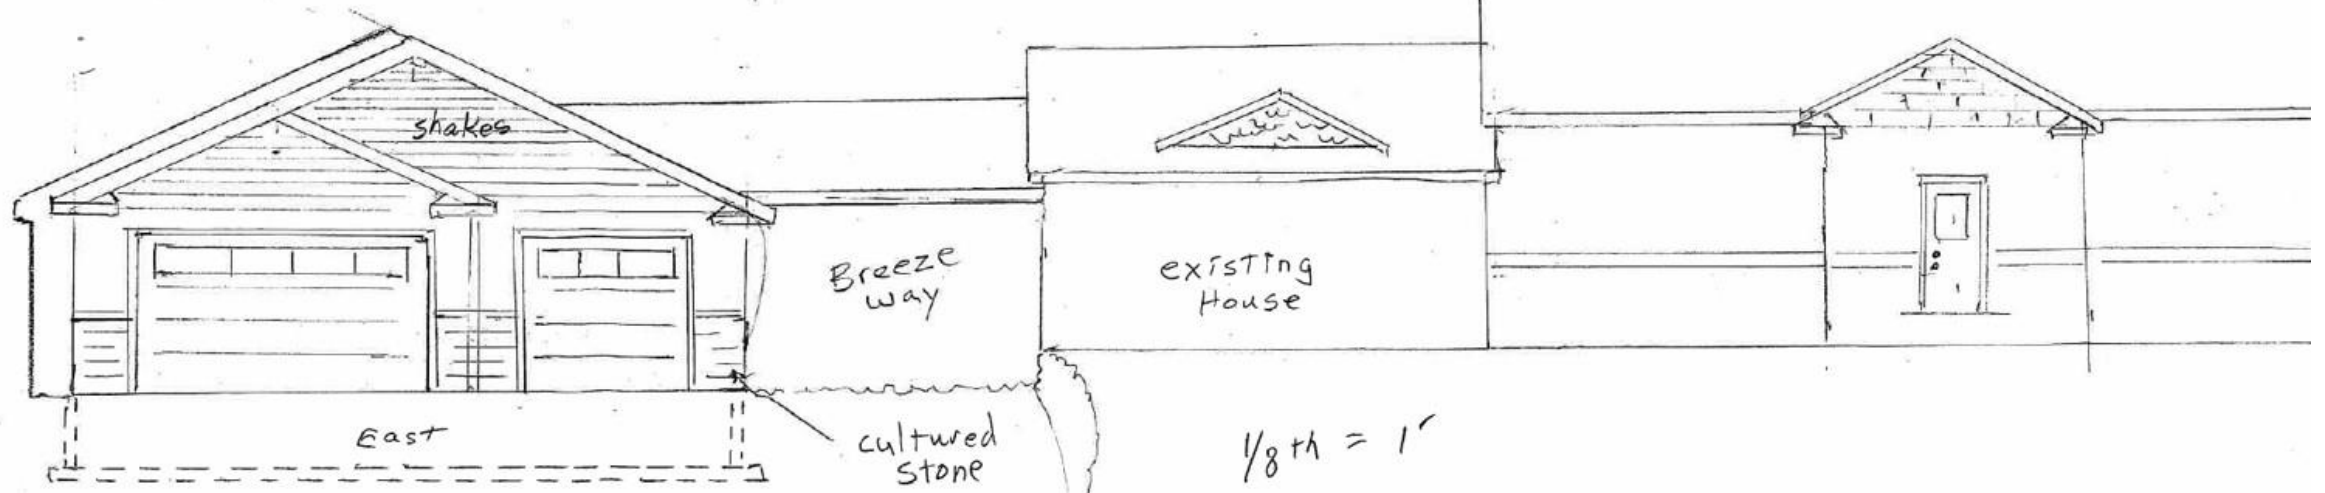 shakes
Breeze
way
existing
House
East
cultured
stone
1/8th = 1'